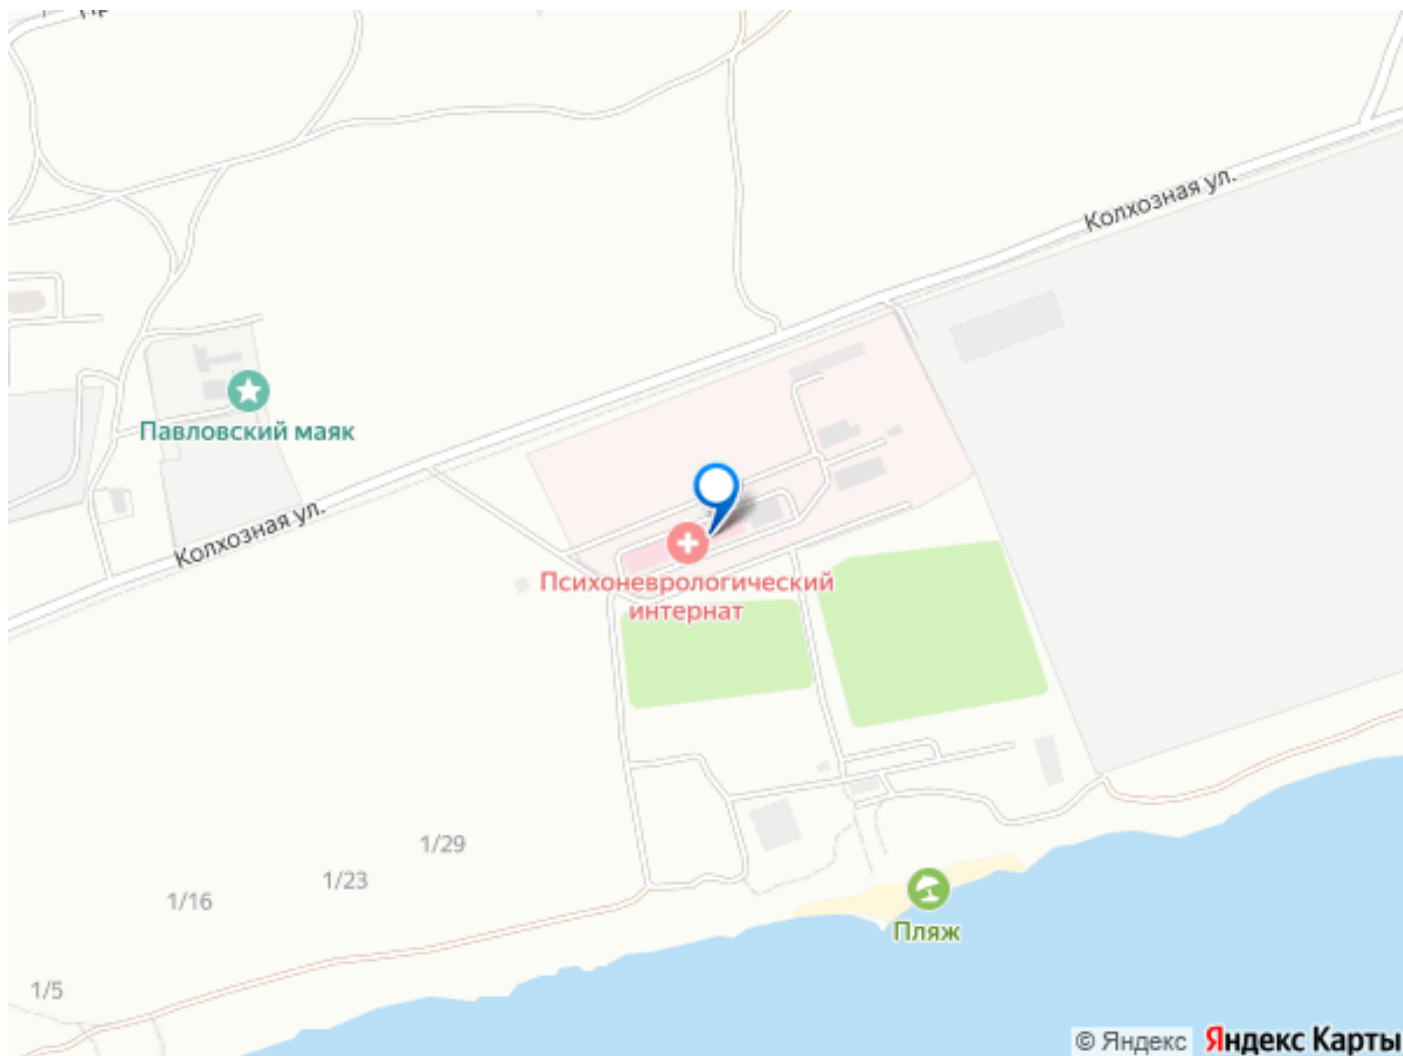 Колхозная ул.
Павловский маяк
Колхозная ул.
Психоневрологический
интернат
1/29
1/23
1/16
Пляж
1/5
© Яндекс Яндекс Карты